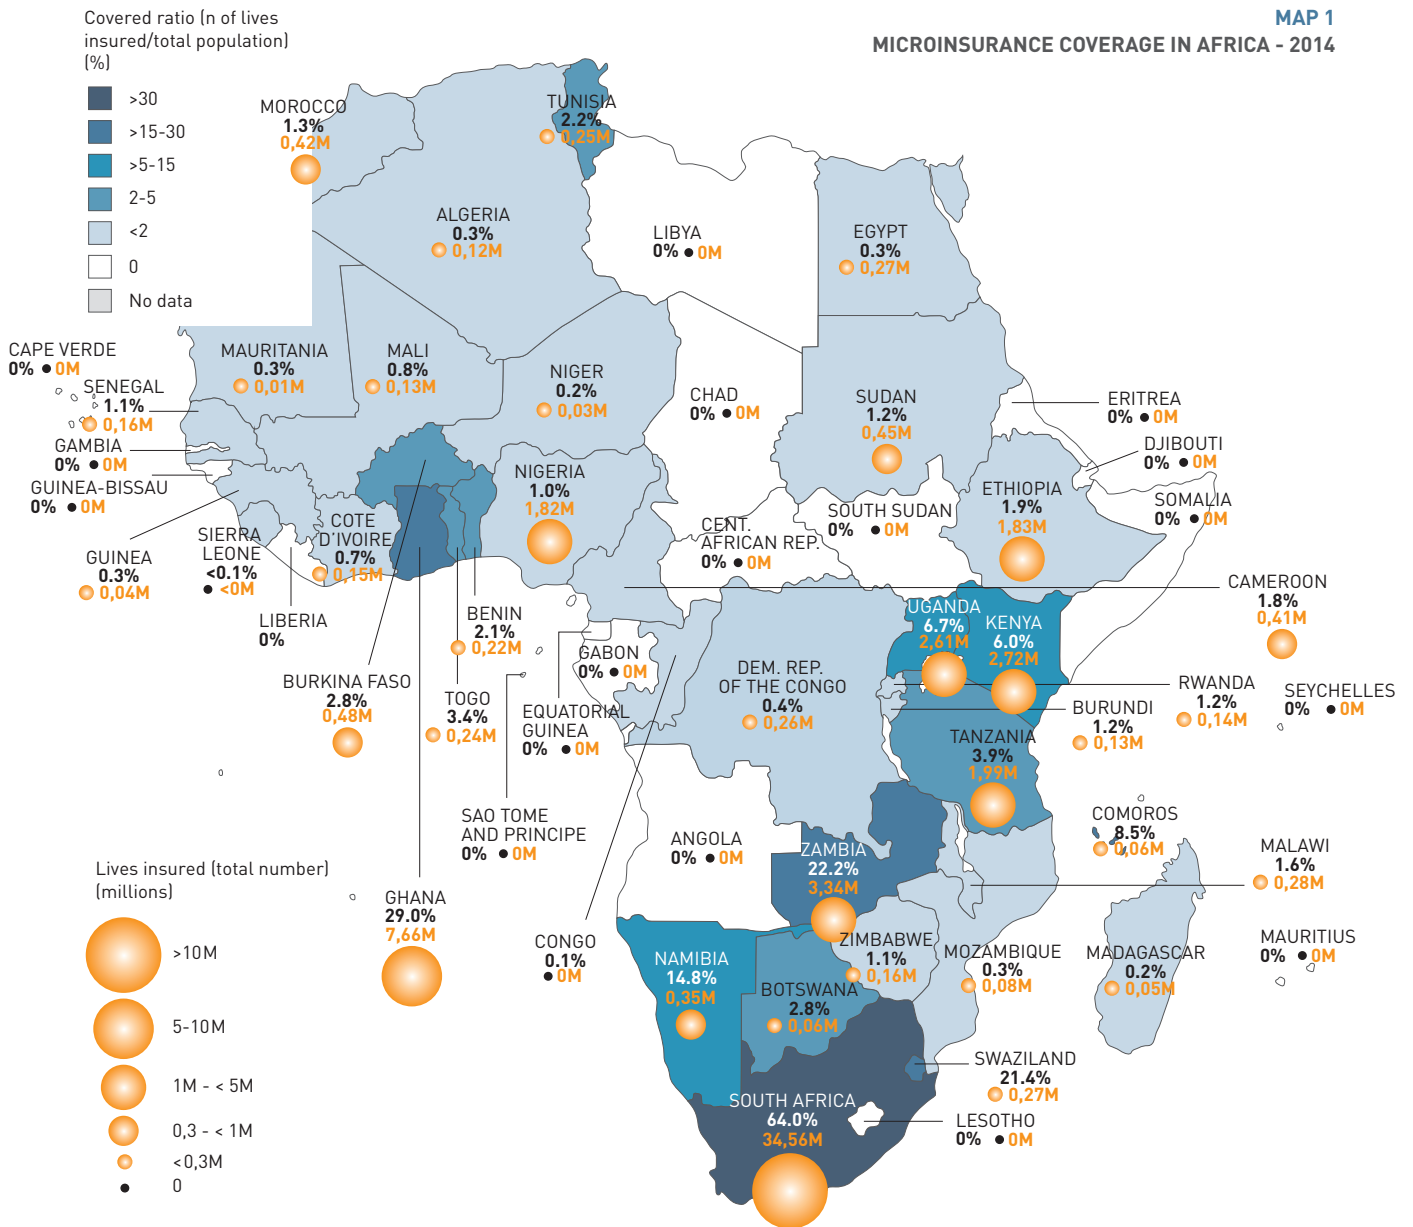 Covered ratio (n of lives
insured/total population)
(%)
>30
>15-30
>5-15
2-5
<2
0
No data
MAP 1
MICROINSURANCE COVERAGE IN AFRICA - 2014
MOROCCO
1.3%
0,42M
TUNISIA
2.2%
0,25M
ALGERIA
0.3%
0,12M
LIBYA
0% 0M
EGYPT
0.3%
0,27M
CAPE VERDE
0% 0M
SENEGAL
1.1%
0,16M
GAMBIA
0% 0M
GUINEA-BISSAU
0% 0M
GUINEA
0.3%
0,04M
SIERRA
LEONE
<0.1%
<0M
LIBERIA
0%
MAURITANIA
0.3%
0,01M
MALI
0.8%
0,13M
NIGER
0.2%
0,03M
CHAD
0% 0M
SUDAN
1.2%
0,45M
ERITREA
0% 0M
DJIBOUTI
0% 0M
SOMALIA
0% 0M
ETHIOPIA
1.9%
1,83M
SOUTH SUDAN
0% 0M
CENT.
AFRICAN REP.
0% 0M
NIGERIA
1.0%
1,82M
COTE
D'IVOIRE
0.7%
0,15M
BENIN
2.1%
0,22M
TOGO
3.4%
0,24M
BURKINA FASO
2.8%
0,48M
GHANA
29.0%
7,66M
CAMEROON
1.8%
0,41M
UGANDA
6.7%
2,61M
KENYA
6.0%
2,72M
GABON
0% 0M
EQUATORIAL
GUINEA
0% 0M
SAO TOME
AND PRINCIPE
0% 0M
DEM. REP.
OF THE CONGO
0.4%
0,26M
RWANDA
1.2%
0,14M
BURUNDI
1.2%
0,13M
SEYCHELLES
0% 0M
TANZANIA
3.9%
1,99M
COMOROS
8.5%
0,06M
MALAWI
1.6%
0,28M
ANGOLA
0% 0M
ZAMBIA
22.2%
3,34M
CONGO
0.1%
0M
NAMIBIA
14.8%
0,35M
BOTSWANA
2.8%
0,06M
ZIMBABWE
1.1%
0,16M
MOZAMBIQUE
0.3%
0,08M
MADAGASCAR
0.2%
0,05M
MAURITIUS
0% 0M
SWAZILAND
21.4%
0,27M
LESOTHO
0% 0M
SOUTH AFRICA
64.0%
34,56M
Lives insured (total number)
(millions)
>10M
5-10M
1M - < 5M
0,3 - < 1M
<0,3M
0